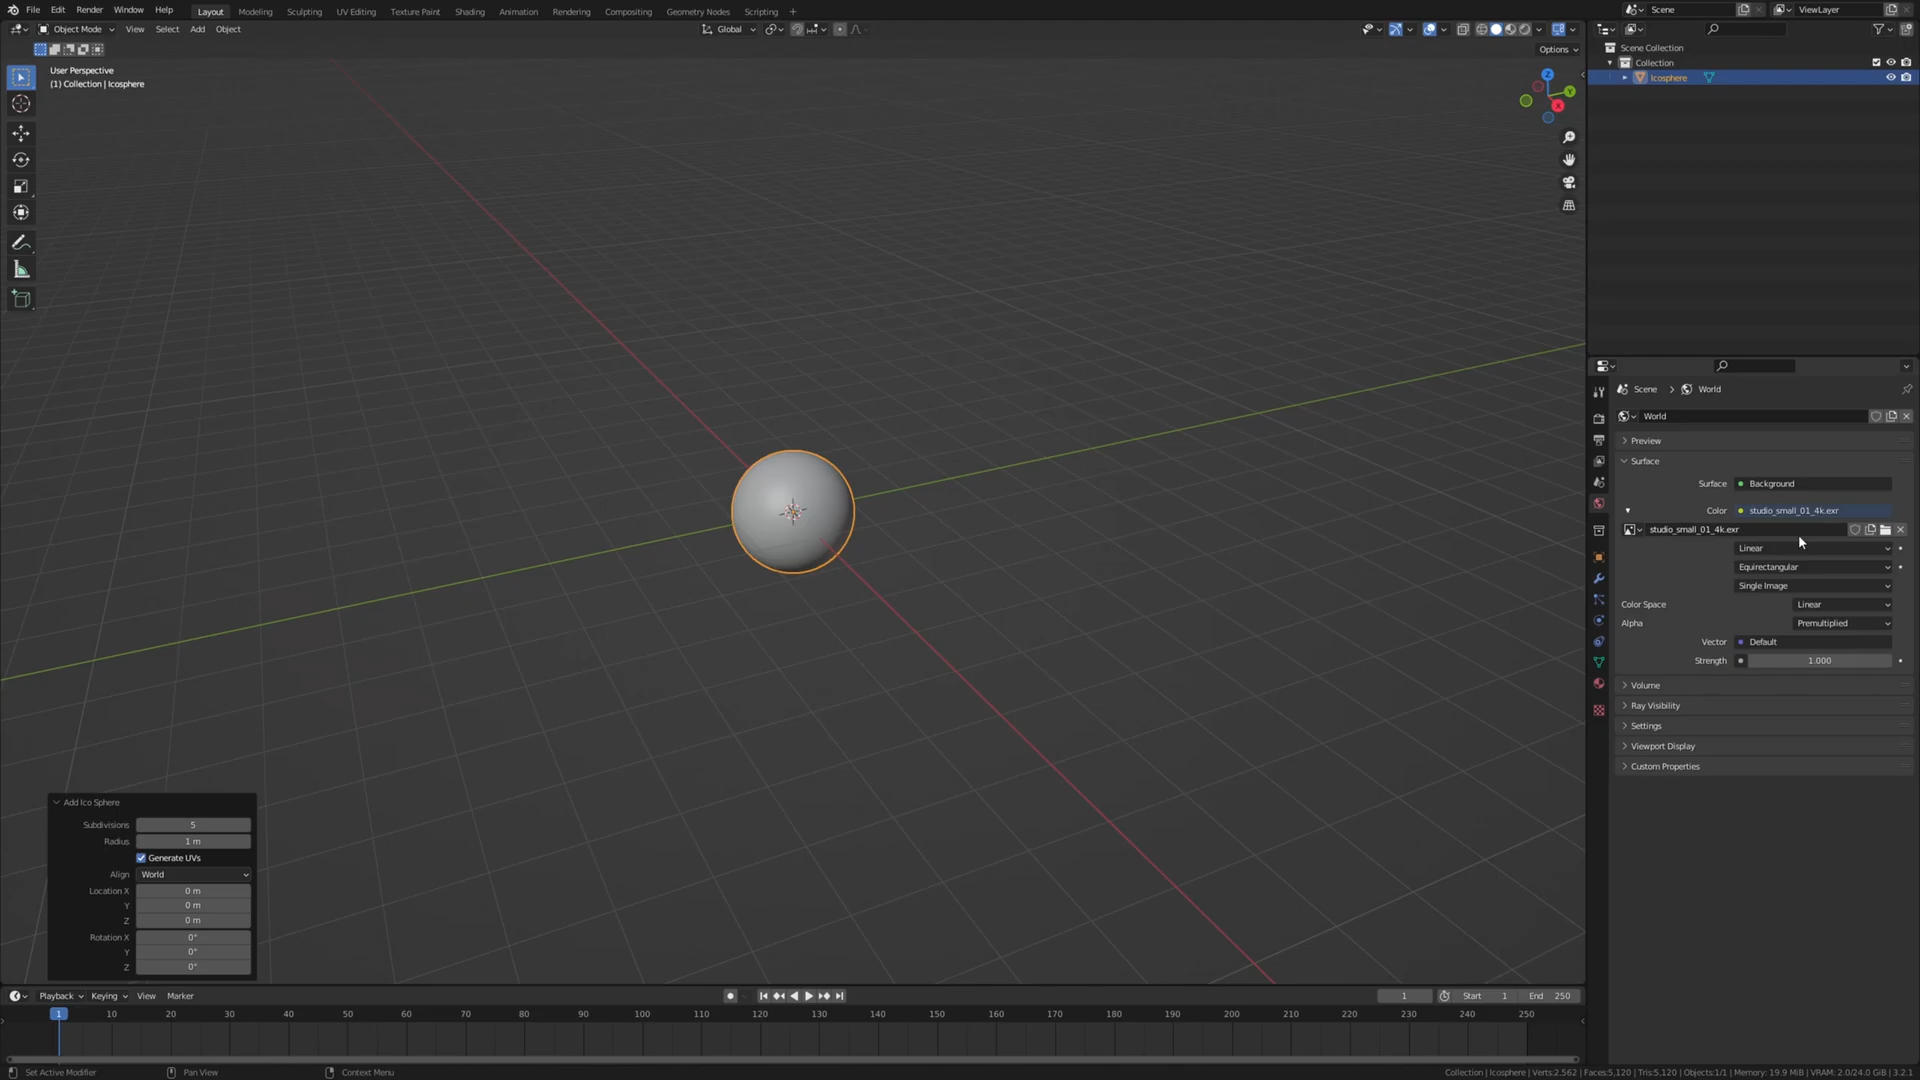 File Edit Render Window Help Layout Modeling Sculpting UV Editing Texture Paint Shading Animation Rendering Compositing Geometry Nodes Scripting + Scene ViewLayer
Object Mode View Select Add Object Global
Options
User Perspective
(1) Collection | Icosphere
Z
Y
X
Scene Collection
Collection
Icosphere
Scene > World
World
Preview
Surface
Surface Background
Color studio_small_01_4k.exr
studio_small_01_4k.exr
Linear
Equirectangular
Single Image
Color Space Linear
Alpha Premultiplied
Vector Default
Strength 1.000
Volume
Ray Visibility
Settings
Viewport Display
Custom Properties
Add Ico Sphere
Subdivisions 5
Radius 1 m
Generate UVs
Align World
Location X 0 m
Y 0 m
Z 0 m
Rotation X 0°
Y 0°
Z 0°
Playback Keying View Marker 1 Start 1 End 250
1 10 20 30 40 50 60 70 80 90 100 110 120 130 140 150 160 170 180 190 200 210 220 230 240 250
Set Active Modifier Pan View Context Menu Collection | Icosphere | Verts:2,562 | Faces:5,120 | Tris:5,120 | Objects:1/1 | Memory: 19.9 MiB | VRAM: 2.0/24.0 GiB | 3.2.1